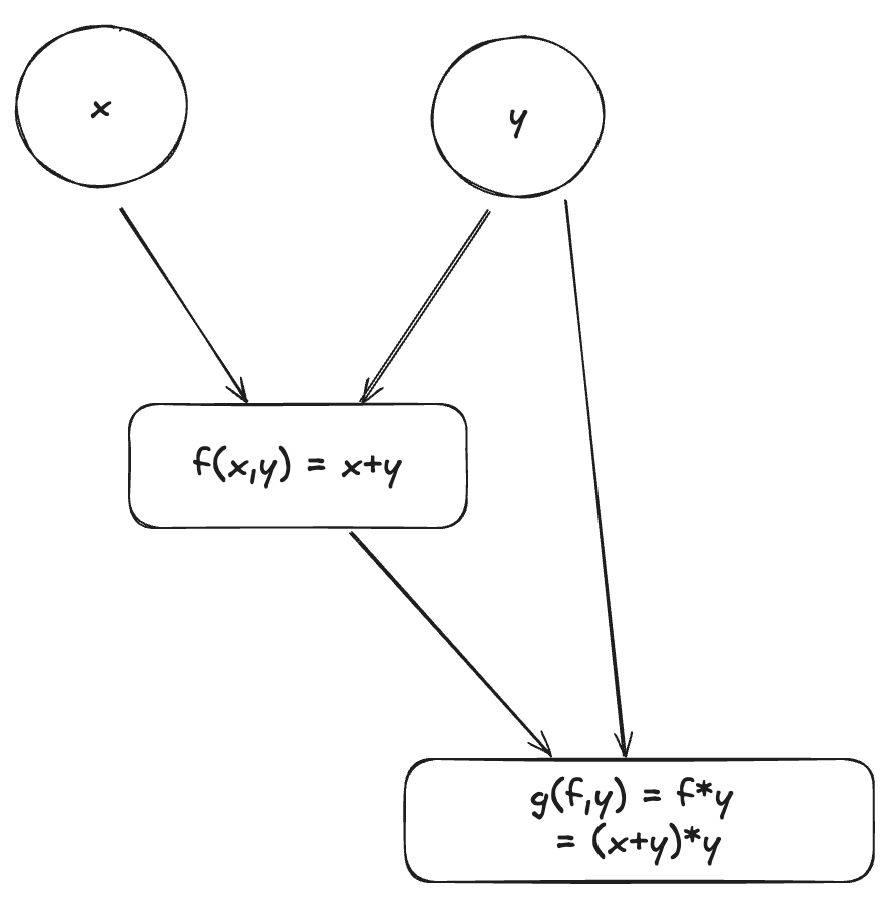 x
y
f(x,y) = x+y
g(f,y) = f*y
= (x+y)*y